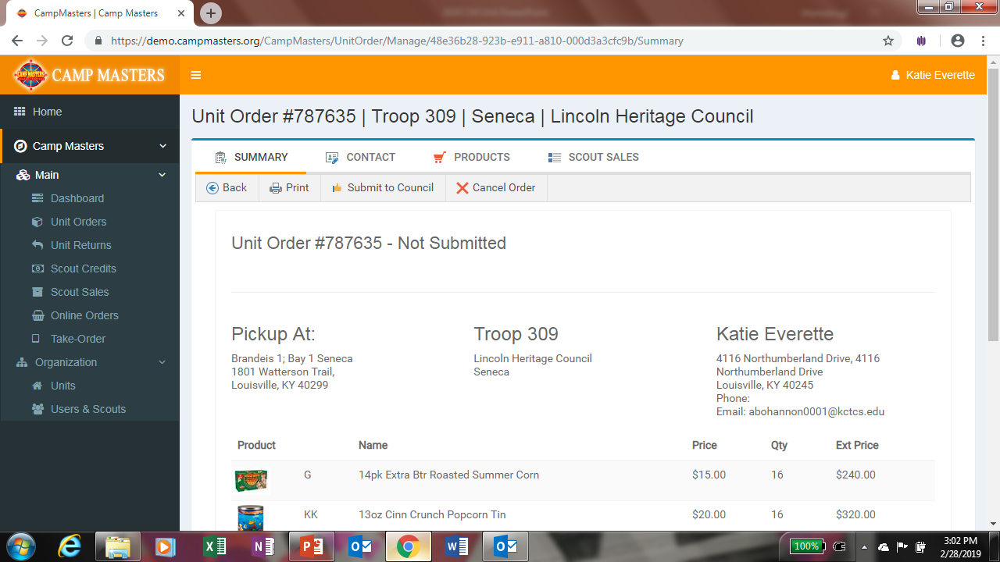 CampMasters | Camp Masters
https://demo.campmasters.org/CampMasters/UnitOrder/Manage/48e36b28-923b-e911-a810-000d3a3cfc9b/Summary
CAMP MASTERS
Katie Everette
Home
Camp Masters
Main
Dashboard
Unit Orders
Unit Returns
Scout Credits
Scout Sales
Online Orders
Take-Order
Organization
Units
Users & Scouts
Unit Order #787635 | Troop 309 | Seneca | Lincoln Heritage Council
SUMMARY CONTACT PRODUCTS SCOUT SALES
Back Print Submit to Council Cancel Order
Unit Order #787635 - Not Submitted
Pickup At:
Brandeis 1; Bay 1 Seneca
1801 Watterson Trail,
Louisville, KY 40299
Troop 309
Lincoln Heritage Council
Seneca
Katie Everette
4116 Northumberland Drive, 4116
Northumberland Drive
Louisville, KY 40245
Phone:
Email: abohannon0001@kctcs.edu
Product Name Price Qty Ext Price
G 14pk Extra Btr Roasted Summer Corn $15.00 16 $240.00
KK 13oz Cinn Crunch Popcorn Tin $20.00 16 $320.00
100%
3:02 PM
2/28/2019